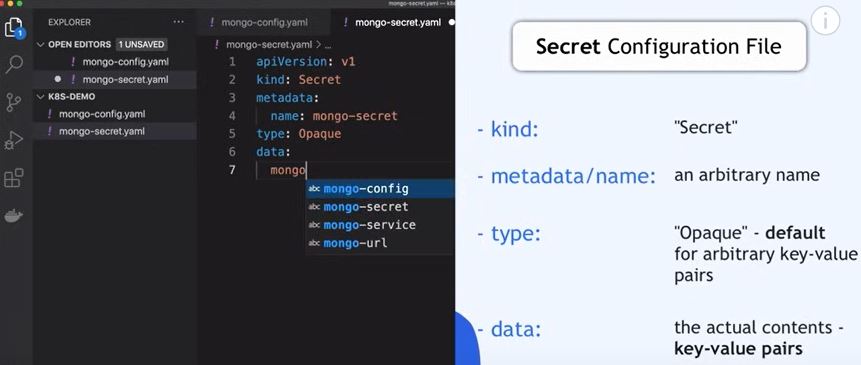 mongo-secret.yaml — k8s
EXPLORER
...
! mongo-config.yaml
! mongo-secret.yaml
OPEN EDITORS 1 UNSAVED
! mongo-config.yaml
! mongo-secret.yaml
K8S-DEMO
! mongo-config.yaml
! mongo-secret.yaml
1
! mongo-secret.yaml > ...
1 apiVersion: v1
2 kind: Secret
3 metadata:
4 name: mongo-secret
5 type: Opaque
6 data:
7 mongo
abc mongo-config
abc mongo-secret
abc mongo-service
abc mongo-url
i
Secret Configuration File
- kind: "Secret"
- metadata/name: an arbitrary name
- type: "Opaque" - default
for arbitrary key-value
pairs
- data: the actual contents -
key-value pairs